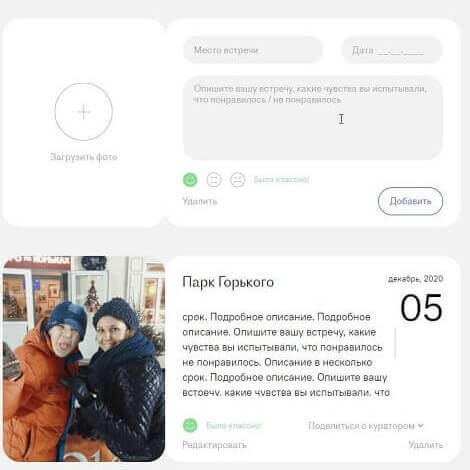 Место встречи
Дата __.__.____
Опишите вашу встречу, какие чувства вы испытывали,
что понравилось / не понравилось
Загрузить фото
Было классно!
Удалить
Добавить
Парк Горького
декабрь, 2020
05
срок. Подробное описание. Подробное
описание. Опишите вашу встречу, какие
чувства вы испытывали, что понравилось
не понравилось. Описание в несколько
срок. Подробное описание. Опишите вашу
встречу, какие чувства вы испытывали, что
Было классно!
Поделиться с куратором
Редактировать
Удалить